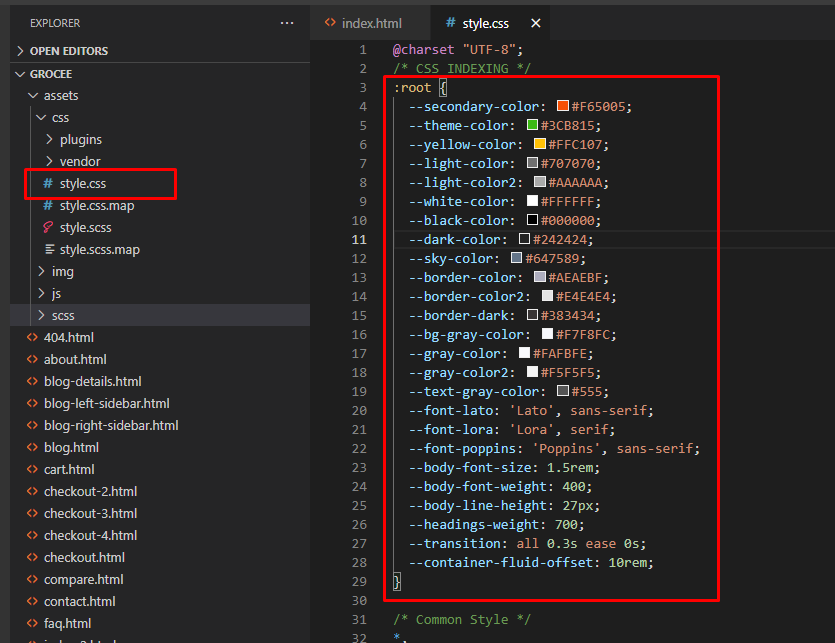 EXPLORER
···
OPEN EDITORS
GROCEE
assets
css
plugins
vendor
# style.css
# style.css.map
style.scss
style.scss.map
img
js
scss
<> 404.html
<> about.html
<> blog-details.html
<> blog-left-sidebar.html
<> blog-right-sidebar.html
<> blog.html
<> cart.html
<> checkout-2.html
<> checkout-3.html
<> checkout-4.html
<> checkout.html
<> compare.html
<> contact.html
<> faq.html
<> index.html
# style.css ×
1 @charset "UTF-8";
2 /* CSS INDEXING */
3 :root {
4 --secondary-color: #F65005;
5 --theme-color: #3CB815;
6 --yellow-color: #FFC107;
7 --light-color: #707070;
8 --light-color2: #AAAAAA;
9 --white-color: #FFFFFF;
10 --black-color: #000000;
11 --dark-color: #242424;
12 --sky-color: #647589;
13 --border-color: #AEAEBF;
14 --border-color2: #E4E4E4;
15 --border-dark: #383434;
16 --bg-gray-color: #F7F8FC;
17 --gray-color: #FAFBFE;
18 --gray-color2: #F5F5F5;
19 --text-gray-color: #555;
20 --font-lato: 'Lato', sans-serif;
21 --font-lora: 'Lora', serif;
22 --font-poppins: 'Poppins', sans-serif;
23 --body-font-size: 1.5rem;
24 --body-font-weight: 400;
25 --body-line-height: 27px;
26 --headings-weight: 700;
27 --transition: all 0.3s ease 0s;
28 --container-fluid-offset: 10rem;
29 }
30
31 /* Common Style */
32 *,